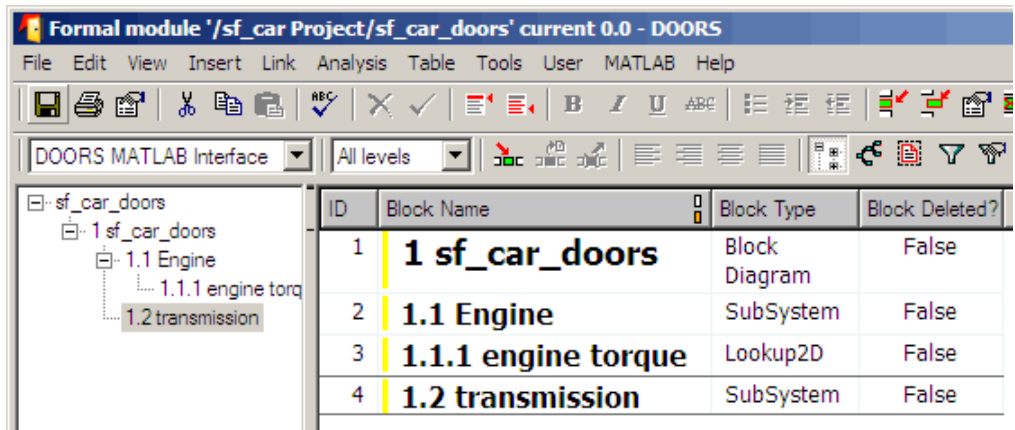 Formal module '/sf_car Project/sf_car_doors' current 0.0 - DOORS
File Edit View Insert Link Analysis Table Tools User MATLAB Help
ABC B I U ABC
DOORS MATLAB Interface All levels
sf_car_doors
1 sf_car_doors
1.1 Engine
1.1.1 engine torq
1.2 transmission
ID Block Name Block Type Block Deleted?
1 1 sf_car_doors Block Diagram False
2 1.1 Engine SubSystem False
3 1.1.1 engine torque Lookup2D False
4 1.2 transmission SubSystem False